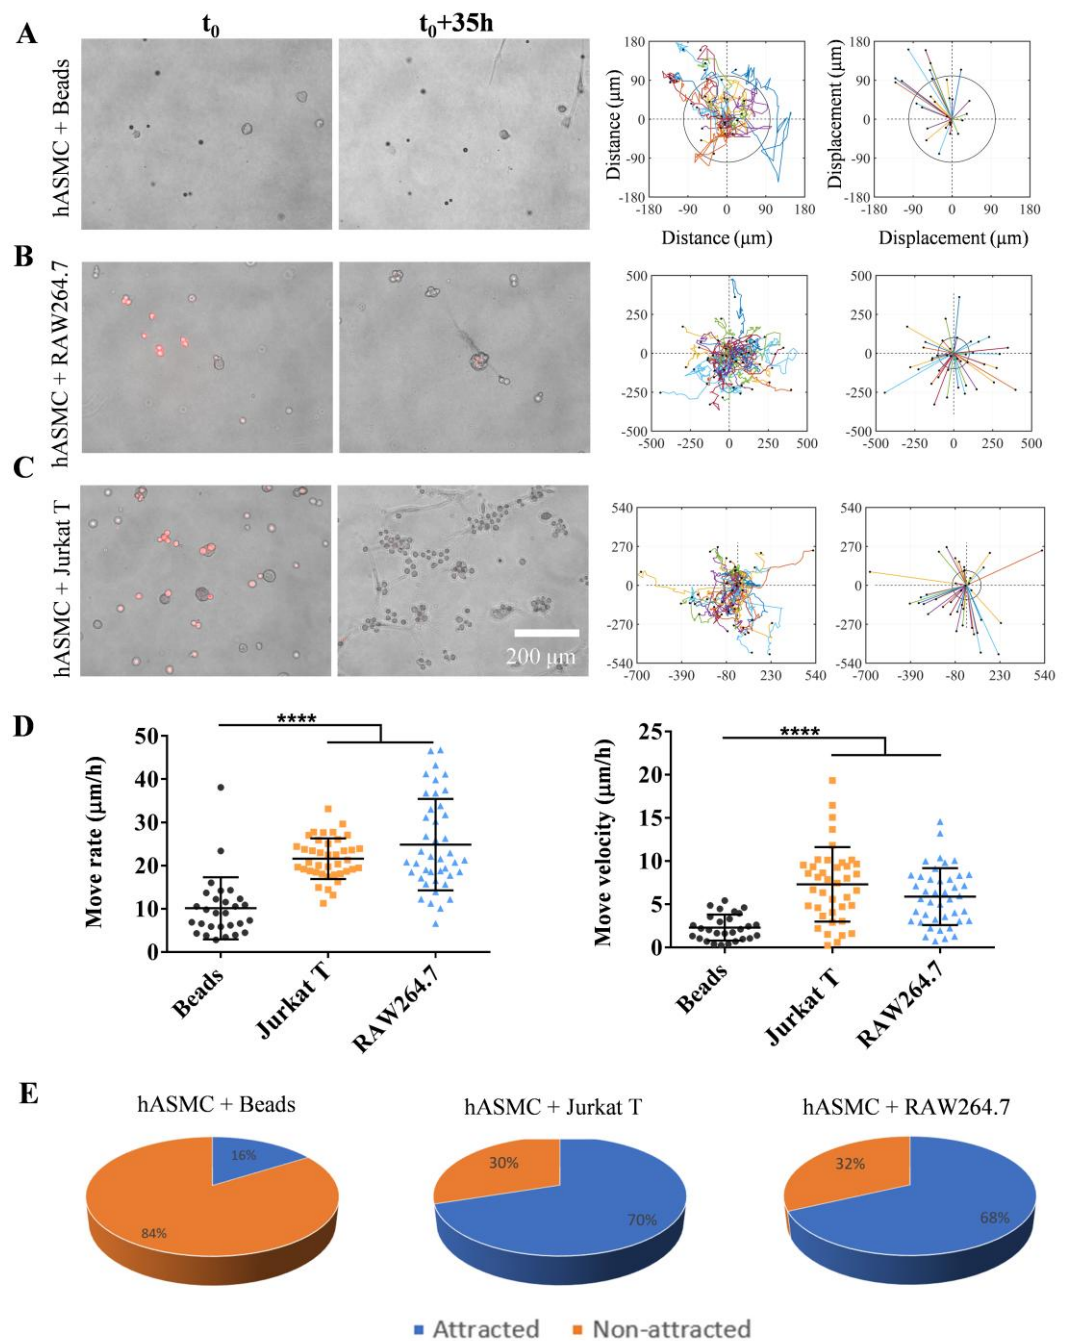 A
t0
t0+35h
hASMC + Beads
180
90
0
-90
-180
-180
-90
0
90
180
Distance (μm)
Distance (μm)
180
90
0
-90
-180
-180
-90
0
90
180
Displacement (μm)
Displacement (μm)
B
hASMC + RAW264.7
500
250
0
-250
-500
-500
-250
0
250
500
500
250
0
-250
-500
-500
-250
0
250
500
C
hASMC + Jurkat T
200 μm
540
270
0
-270
-540
-700
-390
-80
230
540
540
270
0
-270
-540
-700
-390
-80
230
540
D
****
50
40
30
20
10
0
Move rate (μm/h)
Beads
Jurkat T
RAW264.7
****
25
20
15
10
5
0
Move velocity (μm/h)
Beads
Jurkat T
RAW264.7
E
hASMC + Beads
16%
84%
hASMC + Jurkat T
30%
70%
hASMC + RAW264.7
32%
68%
Attracted
Non-attracted